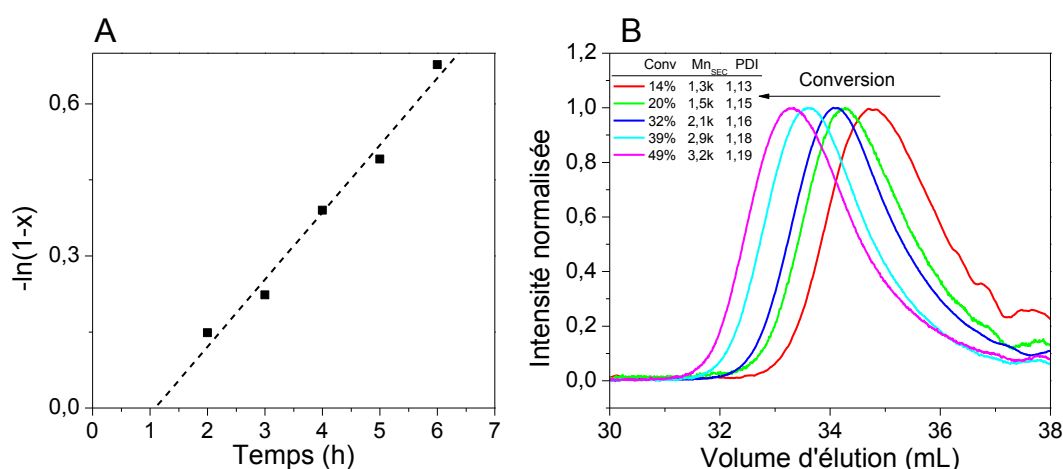 A
-ln(1-x)
0,6
0,3
0,0
0 1 2 3 4 5 6 7
Temps (h)
B
Intensité normalisée
1,2
1,0
0,8
0,6
0,4
0,2
0,0
Conv Mn SEC PDI
14% 1,3k 1,13
20% 1,5k 1,15
32% 2,1k 1,16
39% 2,9k 1,18
49% 3,2k 1,19
Conversion
30 32 34 36 38
Volume d'élution (mL)